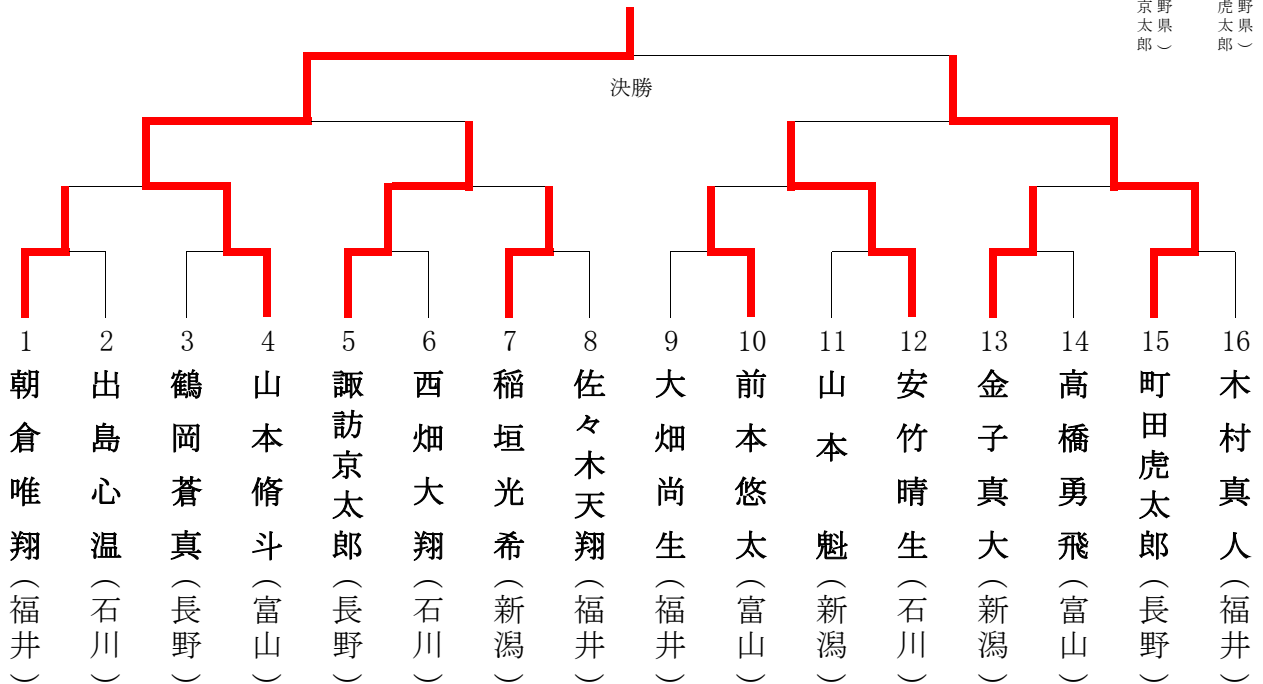 野県）
虎太郎
野県）
京太郎
決勝
1
朝倉唯翔（福井）
2
出島心温（石川）
3
鶴岡蒼真（長野）
4
山本脩斗（富山）
5
諏訪京太郎（長野）
6
西畑大翔（石川）
7
稲垣光希（新潟）
8
佐々木天翔（福井）
9
大畑尚生（福井）
10
前本悠太（富山）
11
山本魁（新潟）
12
安竹晴生（石川）
13
金子真大（新潟）
14
高橋勇飛（富山）
15
町田虎太郎（長野）
16
木村真人（福井）